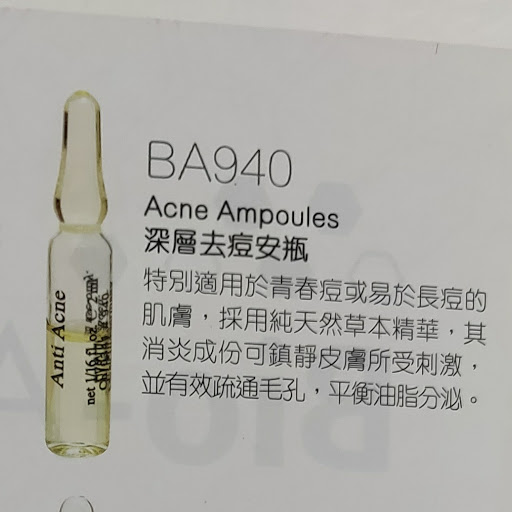 BA940
Acne Ampoules
深層去痘安瓶
特別適用於青春痘或易於長痘的
肌膚，採用純天然草本精華，其
消炎成份可鎮靜皮膚所受刺激，
並有效疏通毛孔，平衡油脂分泌。
Anti Acne